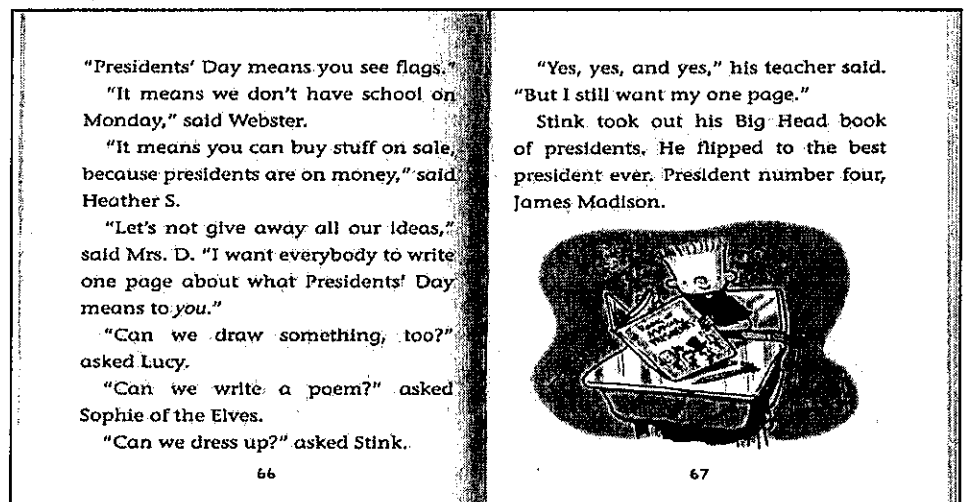 "Presidents' Day means you see flags."
"It means we don't have school on
Monday," said Webster.
"It means you can buy stuff on sale,
because presidents are on money," said
Heather S.
"Let's not give away all our ideas,"
said Mrs. D. "I want everybody to write
one page about what Presidents' Day
means to you."
"Can we draw something, too?"
asked Lucy.
"Can we write a poem?" asked
Sophie of the Elves.
"Can we dress up?" asked Stink.
66
"Yes, yes, and yes," his teacher said.
"But I still want my one page."
Stink took out his Big Head book
of presidents. He flipped to the best
president ever. President number four,
James Madison.
67